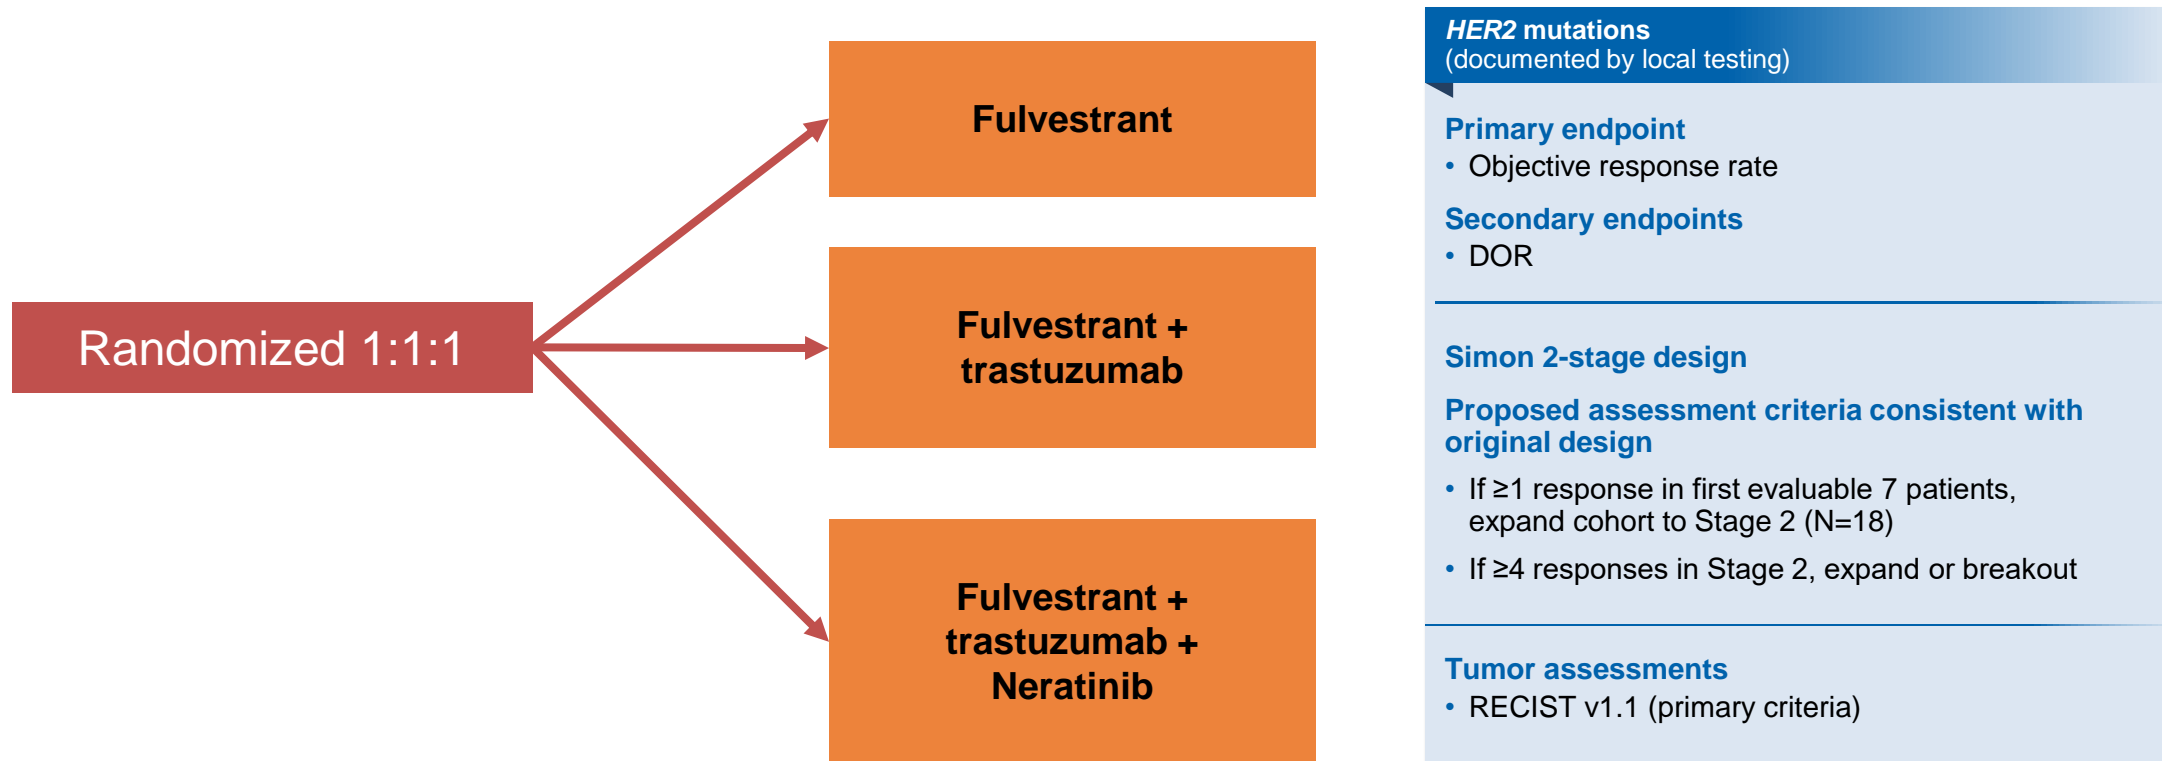 Randomized 1:1:1
Fulvestrant
Fulvestrant +
trastuzumab
Fulvestrant +
trastuzumab +
Neratinib
HER2 mutations
(documented by local testing)
Primary endpoint
• Objective response rate
Secondary endpoints
• DOR
Simon 2-stage design
Proposed assessment criteria consistent with
original design
• If ≥1 response in first evaluable 7 patients,
expand cohort to Stage 2 (N=18)
• If ≥4 responses in Stage 2, expand or breakout
Tumor assessments
• RECIST v1.1 (primary criteria)